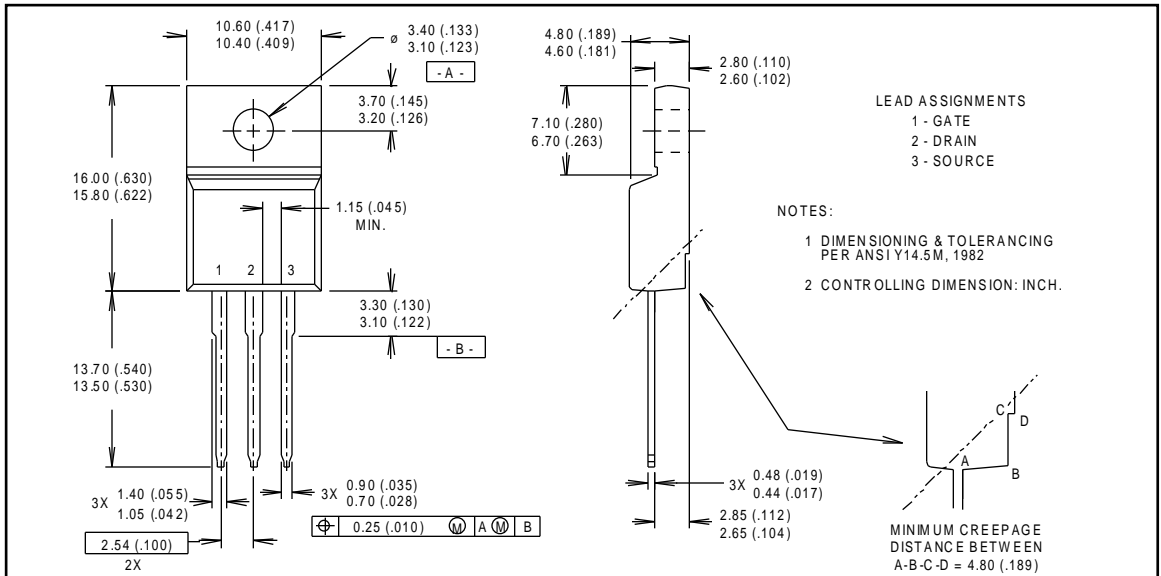 10.60 (.417)
10.40 (.409)
ø
3.40 (.133)
3.10 (.123)
- A -
3.70 (.145)
3.20 (.126)
16.00 (.630)
15.80 (.622)
1.15 (.045)
MIN.
1
2
3
3.30 (.130)
3.10 (.122)
- B -
13.70 (.540)
13.50 (.530)
3X
1.40 (.055)
1.05 (.042)
3X
0.90 (.035)
0.70 (.028)
⌖ 0.25 (.010) Ⓜ A Ⓜ B
2.54 (.100)
2X
4.80 (.189)
4.60 (.181)
2.80 (.110)
2.60 (.102)
7.10 (.280)
6.70 (.263)
LEAD ASSIGNMENTS
1 - GATE
2 - DRAIN
3 - SOURCE
NOTES:
1 DIMENSIONING & TOLERANCING
PER ANSI Y14.5M, 1982
2 CONTROLLING DIMENSION: INCH.
C
D
A
B
3X
0.48 (.019)
0.44 (.017)
2.85 (.112)
2.65 (.104)
MINIMUM CREEPAGE
DISTANCE BETWEEN
A-B-C-D = 4.80 (.189)